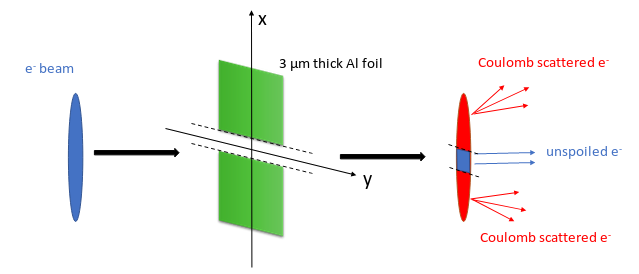 x
e⁻ beam
3 μm thick Al foil
Coulomb scattered e⁻
unspoiled e⁻
y
Coulomb scattered e⁻